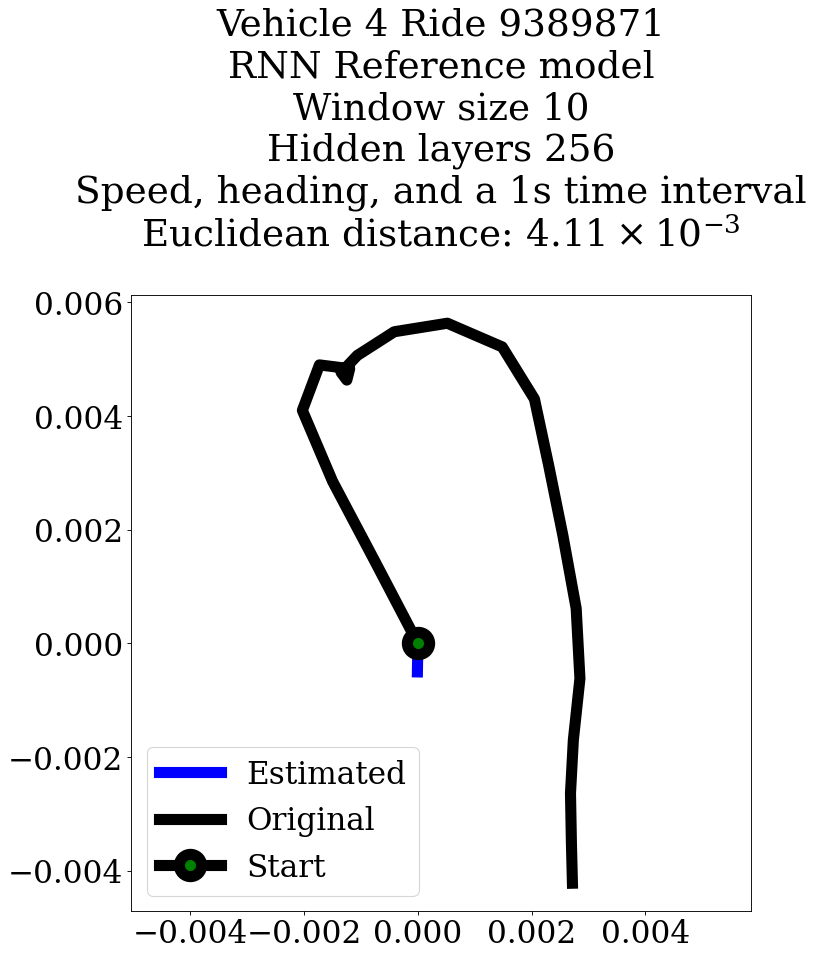 Vehicle 4 Ride 9389871
RNN Reference model
Window size 10
Hidden layers 256
Speed, heading, and a 1s time interval
Euclidean distance: 4.11 × 10⁻³
0.006
0.004
0.002
0.000
−0.002
−0.004
Estimated
Original
Start
−0.004 −0.002 0.000 0.002 0.004